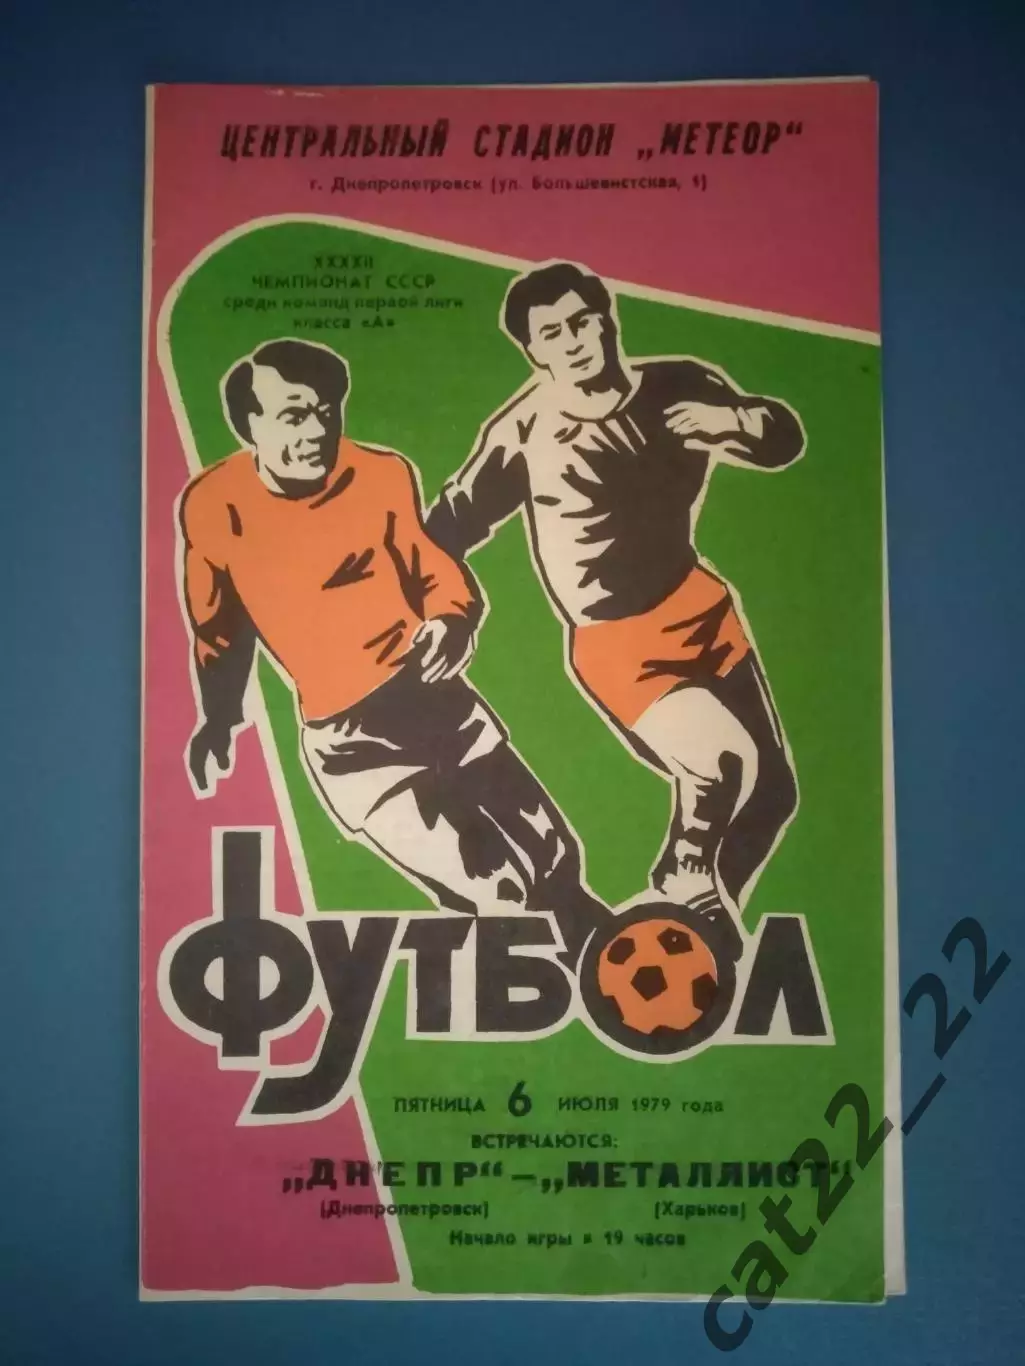 ЦЕНТРАЛЬНЫЙ СТАДИОН „МЕТЕОР“
г. Днепропетровск (ул. Большевистская, 1)
XXXXII
ЧЕМПИОНАТ СССР
среди команд первой лиги
класса «А»
ФУТБОЛ
ПЯТНИЦА 6 ИЮЛЯ 1979 года
ВСТРЕЧАЮТСЯ:
„ДНЕПР“ – „МЕТАЛЛИСТ“
(Днепропетровск) (Харьков)
Начало игры в 19 часов
cat22_22